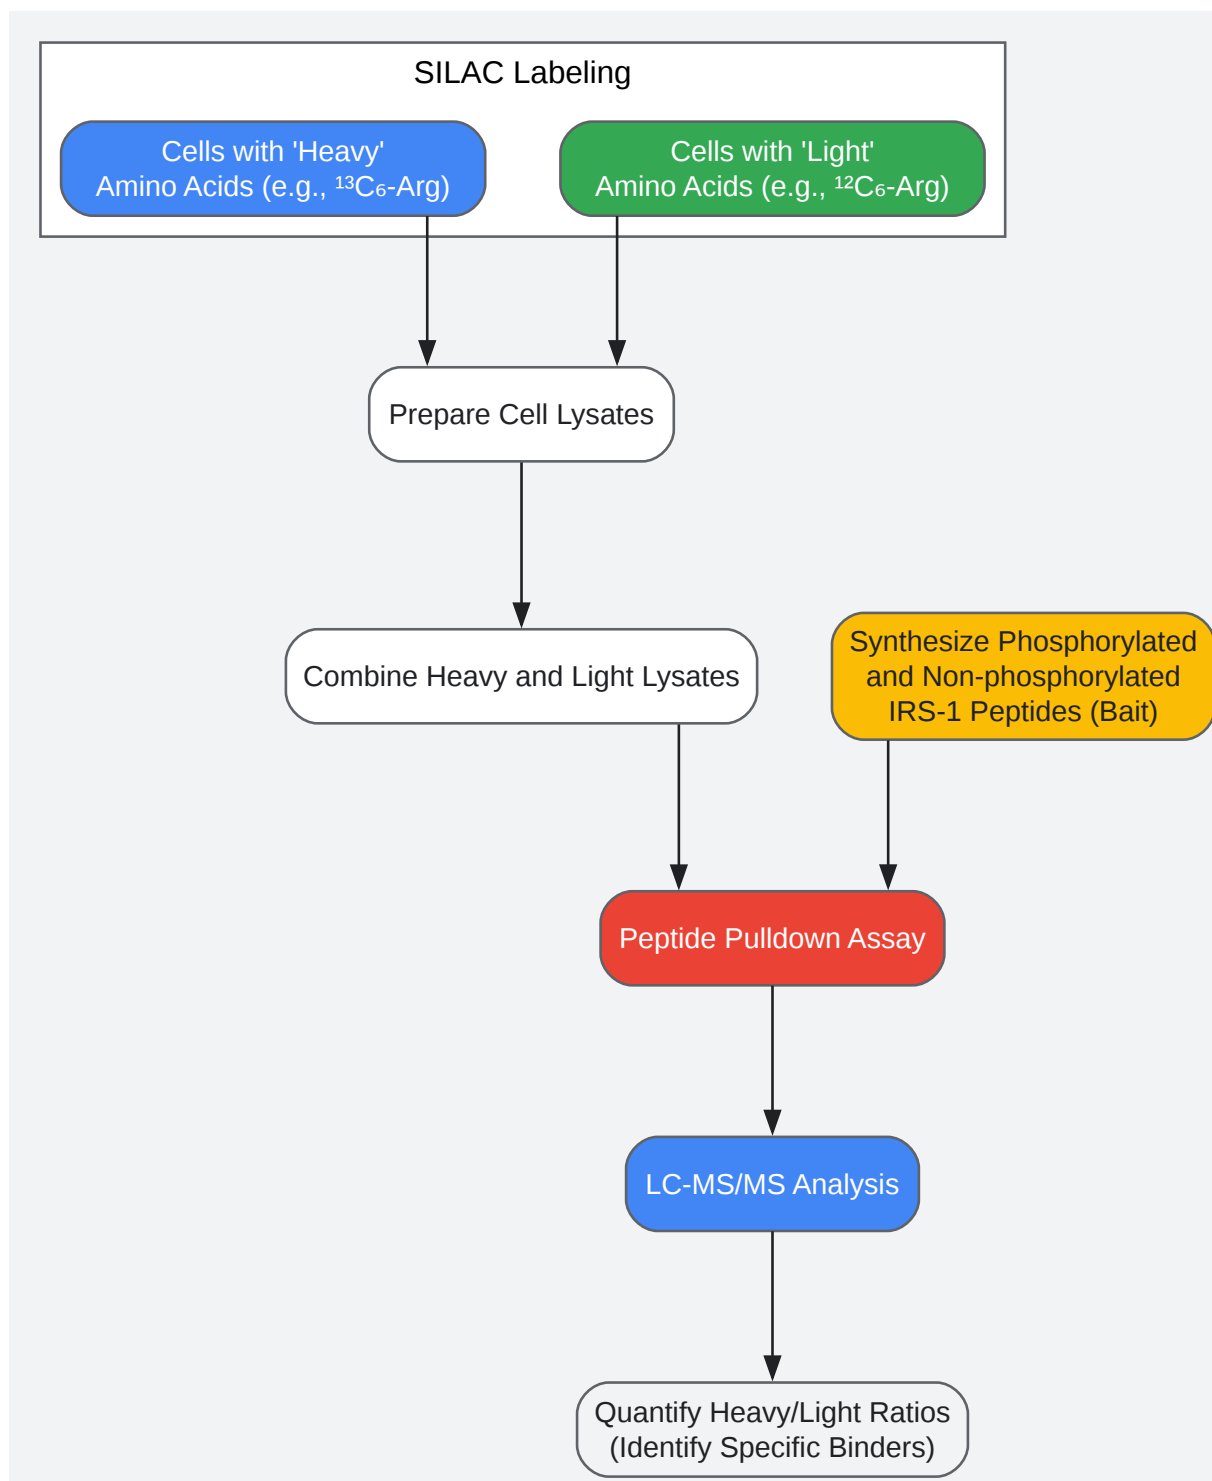 SILAC Labeling
Cells with 'Heavy'
Amino Acids (e.g., ¹³C₆-Arg)
Cells with 'Light'
Amino Acids (e.g., ¹²C₆-Arg)
Prepare Cell Lysates
Combine Heavy and Light Lysates
Synthesize Phosphorylated
and Non-phosphorylated
IRS-1 Peptides (Bait)
Peptide Pulldown Assay
LC-MS/MS Analysis
Quantify Heavy/Light Ratios
(Identify Specific Binders)